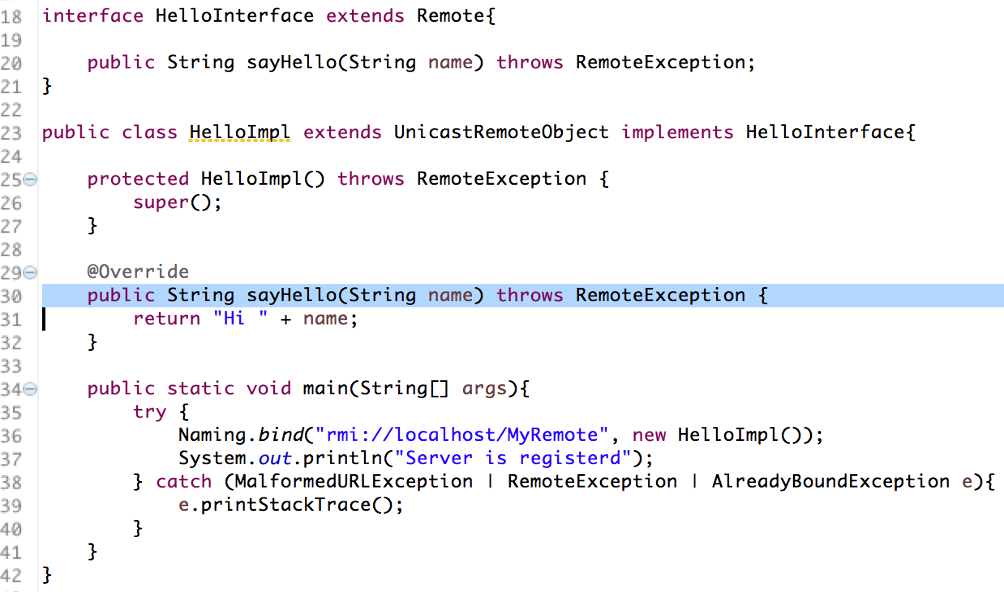 18 interface HelloInterface extends Remote{
19
20     public String sayHello(String name) throws RemoteException;
21 }
22
23 public class HelloImpl extends UnicastRemoteObject implements HelloInterface{
24
25     protected HelloImpl() throws RemoteException {
26         super();
27     }
28
29     @Override
30     public String sayHello(String name) throws RemoteException {
31         return "Hi " + name;
32     }
33
34     public static void main(String[] args){
35         try {
36             Naming.bind("rmi://localhost/MyRemote", new HelloImpl());
37             System.out.println("Server is registerd");
38         } catch (MalformedURLException | RemoteException | AlreadyBoundException e){
39             e.printStackTrace();
40         }
41     }
42 }